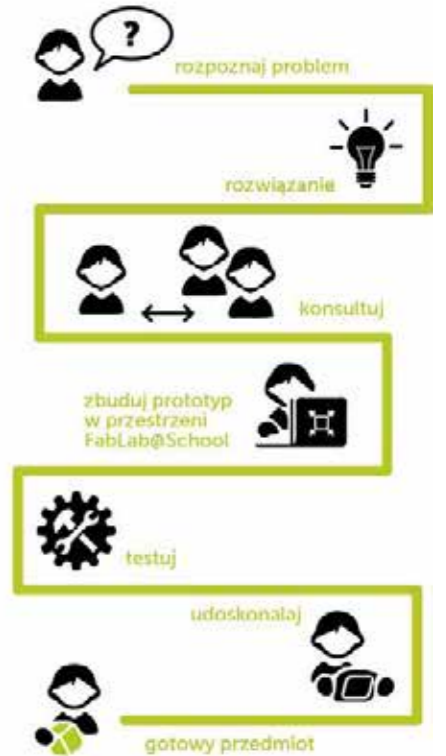 ?
rozpoznaj problem
rozwiązanie
konsultuj
zbuduj prototyp
w przestrzeni
FabLab@School
testuj
udoskonalaj
gotowy przedmiot